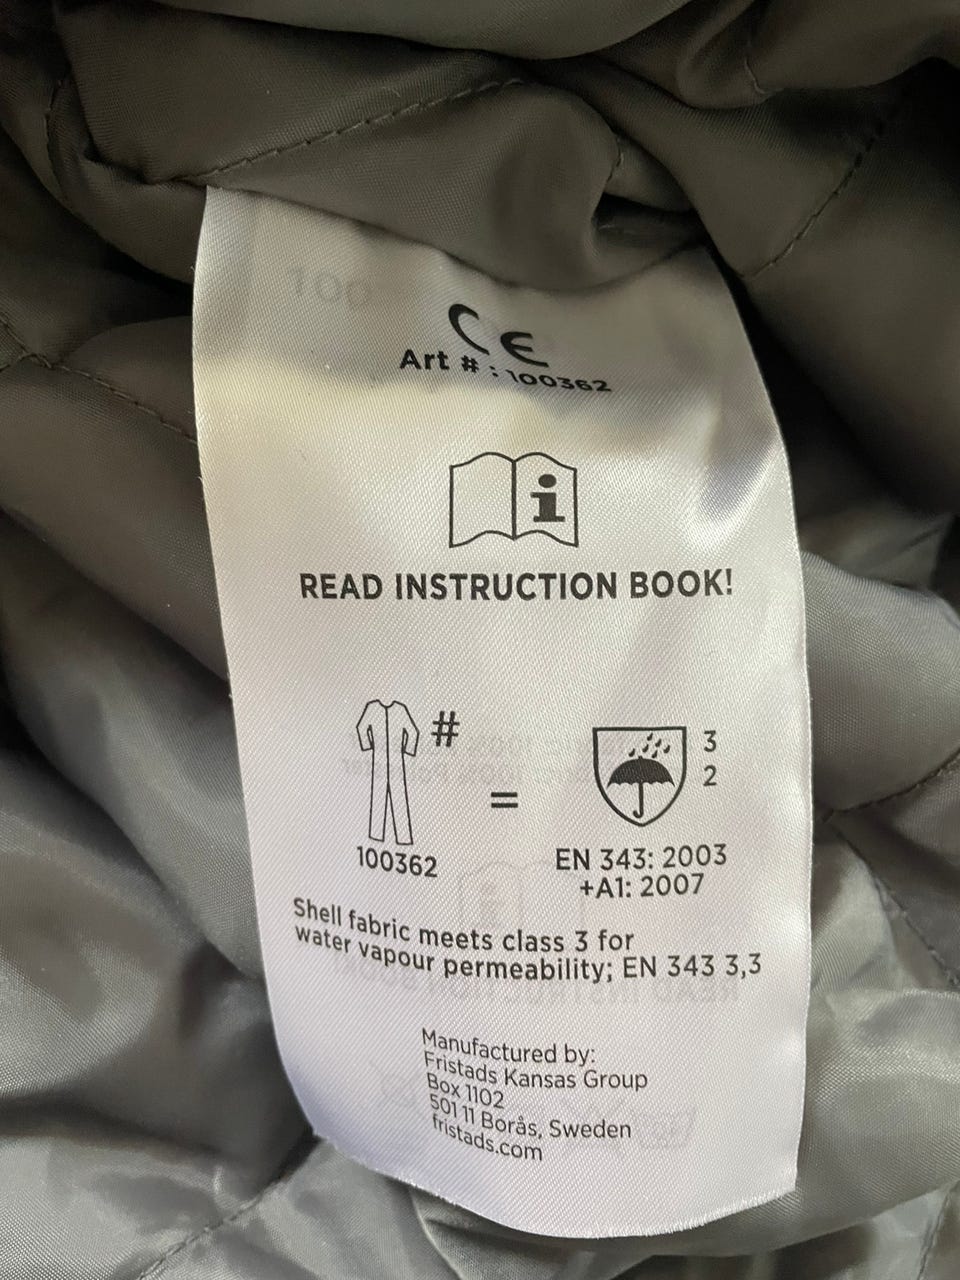 100
CE
Art # : 100362
i
READ INSTRUCTION BOOK!
# 3
= 2
100362
EN 343: 2003
+A1: 2007
Shell fabric meets class 3 for
water vapour permeability; EN 343 3,3
Manufactured by:
Fristads Kansas Group
Box 1102
501 11 Borås, Sweden
fristads.com